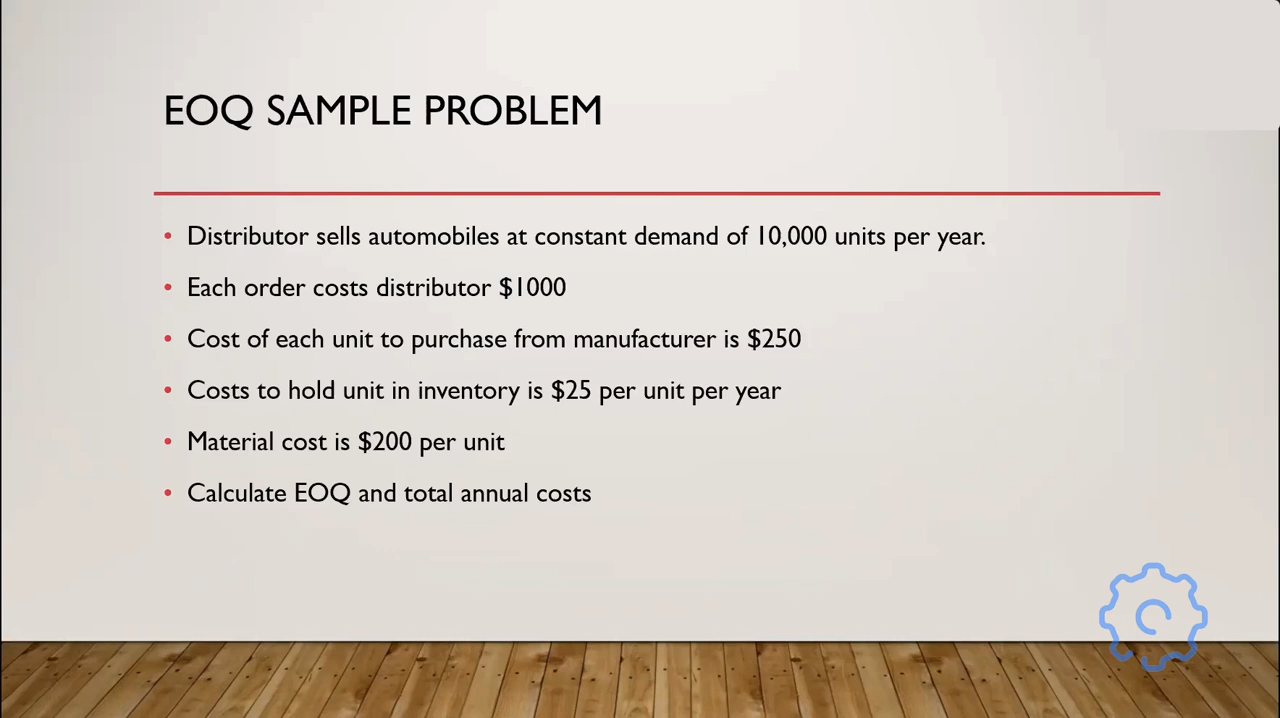 EOQ SAMPLE PROBLEM
• Distributor sells automobiles at constant demand of 10,000 units per year.
• Each order costs distributor $1000
• Cost of each unit to purchase from manufacturer is $250
• Costs to hold unit in inventory is $25 per unit per year
• Material cost is $200 per unit
• Calculate EOQ and total annual costs